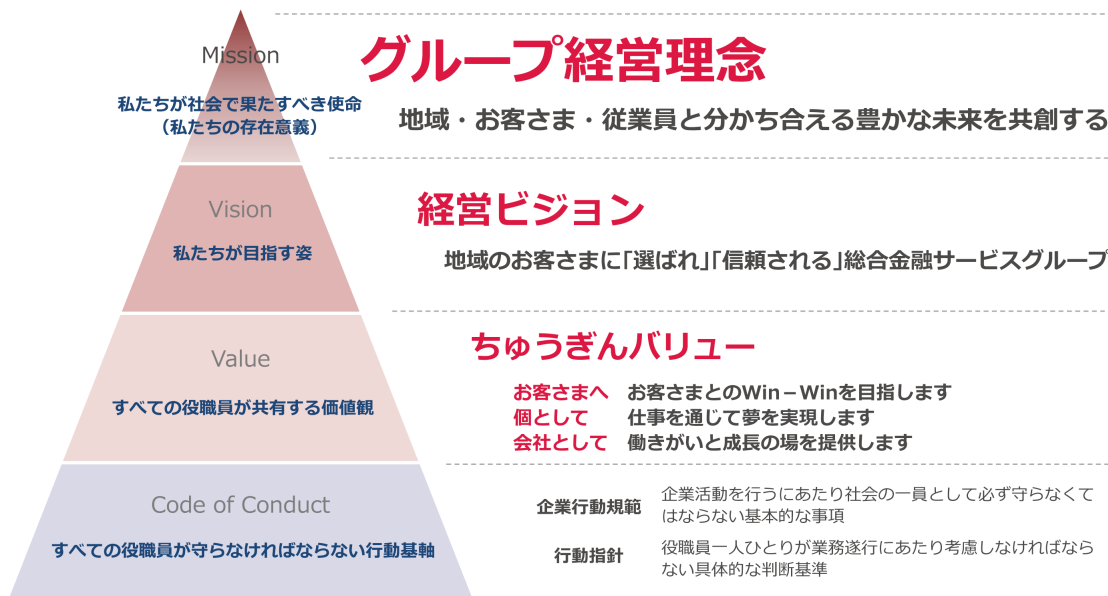 Mission
私たちが社会で果たすべき使命
（私たちの存在意義）
グループ経営理念
地域・お客さま・従業員と分かち合える豊かな未来を共創する
Vision
私たちが目指す姿
経営ビジョン
地域のお客さまに「選ばれ」「信頼される」総合金融サービスグループ
Value
すべての役職員が共有する価値観
ちゅうぎんバリュー
お客さまへ お客さまとのWin－Winを目指します
個として 仕事を通じて夢を実現します
会社として 働きがいと成長の場を提供します
Code of Conduct
すべての役職員が守らなければならない行動基軸
企業行動規範 企業活動を行うにあたり社会の一員として必ず守らなくて
はならない基本的な事項
行動指針 役職員一人ひとりが業務遂行にあたり考慮しなければなら
ない具体的な判断基準